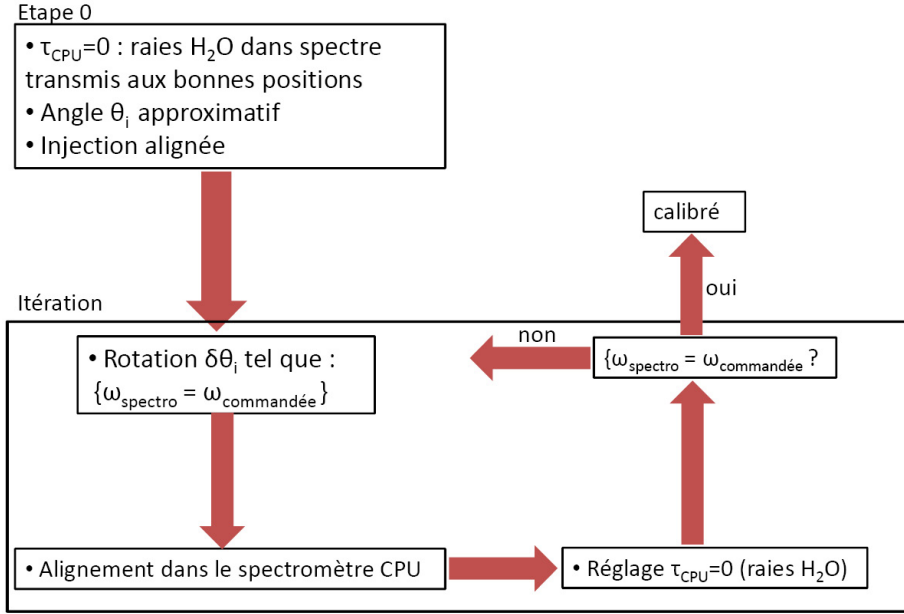 Etape 0
• τCPU=0 : raies H2O dans spectre
transmis aux bonnes positions
• Angle θi approximatif
• Injection alignée
calibré
oui
Itération
non
• Rotation δθi tel que :
{ωspectro = ωcommandée }
{ωspectro = ωcommandée ?
• Alignement dans le spectromètre CPU
• Réglage τCPU=0 (raies H2O)